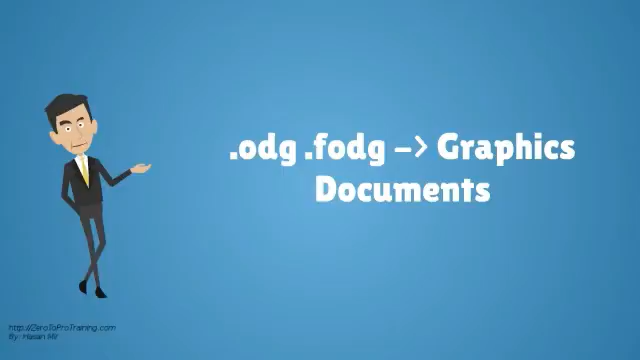 .odg .fodg -> Graphics
Documents
http://ZeroToProTraining.com
By: Hasan Mir